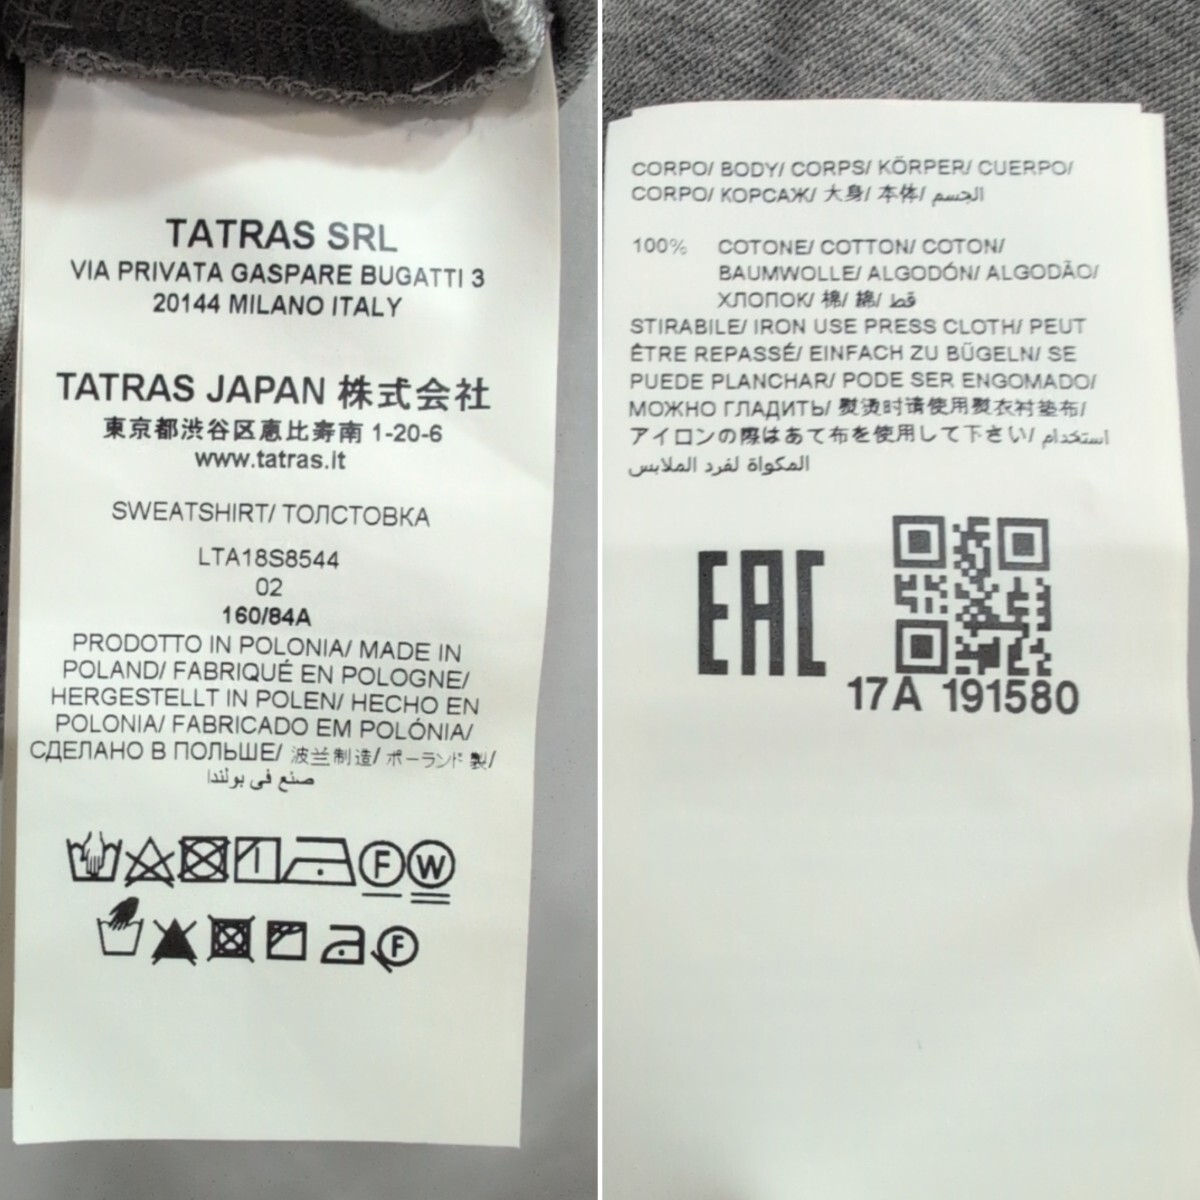 TATRAS SRL
VIA PRIVATA GASPARE BUGATTI 3
20144 MILANO ITALY
TATRAS JAPAN 株式会社
東京都渋谷区恵比寿南 1-20-6
www.tatras.it
SWEATSHIRT/ ТОЛСТОВКА
LTA18S8544
02
160/84A
PRODOTTO IN POLONIA/ MADE IN
POLAND/ FABRIQUÉ EN POLOGNE/
HERGESTELLT IN POLEN/ HECHO EN
POLONIA/ FABRICADO EM POLÓNIA/
СДЕЛАНО В ПОЛЬШЕ/ 波兰制造/ ポーランド製/
صنع في بولندا
F W
F
CORPO/ BODY/ CORPS/ KÖRPER/ CUERPO/
CORPO/ КОРСАЖ/ 大身/ 本体/ الجسم
100% COTONE/ COTTON/ COTON/
BAUMWOLLE/ ALGODÓN/ ALGODÃO/
ХЛОПОК/ 棉/ 綿/ قط
STIRABILE/ IRON USE PRESS CLOTH/ PEUT
ÊTRE REPASSÉ/ EINFACH ZU BÜGELN/ SE
PUEDE PLANCHAR/ PODE SER ENGOMADO/
МОЖНО ГЛАДИТЬ/ 熨烫时请使用熨衣衬垫布/
アイロンの際はあて布を使用して下さい/ استخدام
المكواة لفرد الملابس
EAC
17A 191580